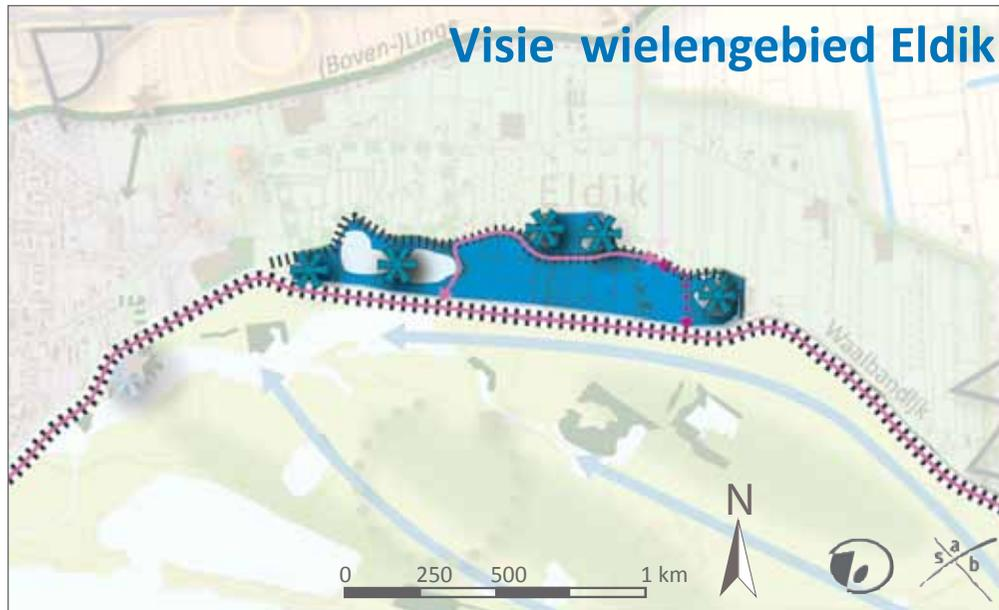 Visie wielengebied Eldik
(Boven-)Linge
Eldik
Waalbandijk
N
0 250 500 1 km
s a b